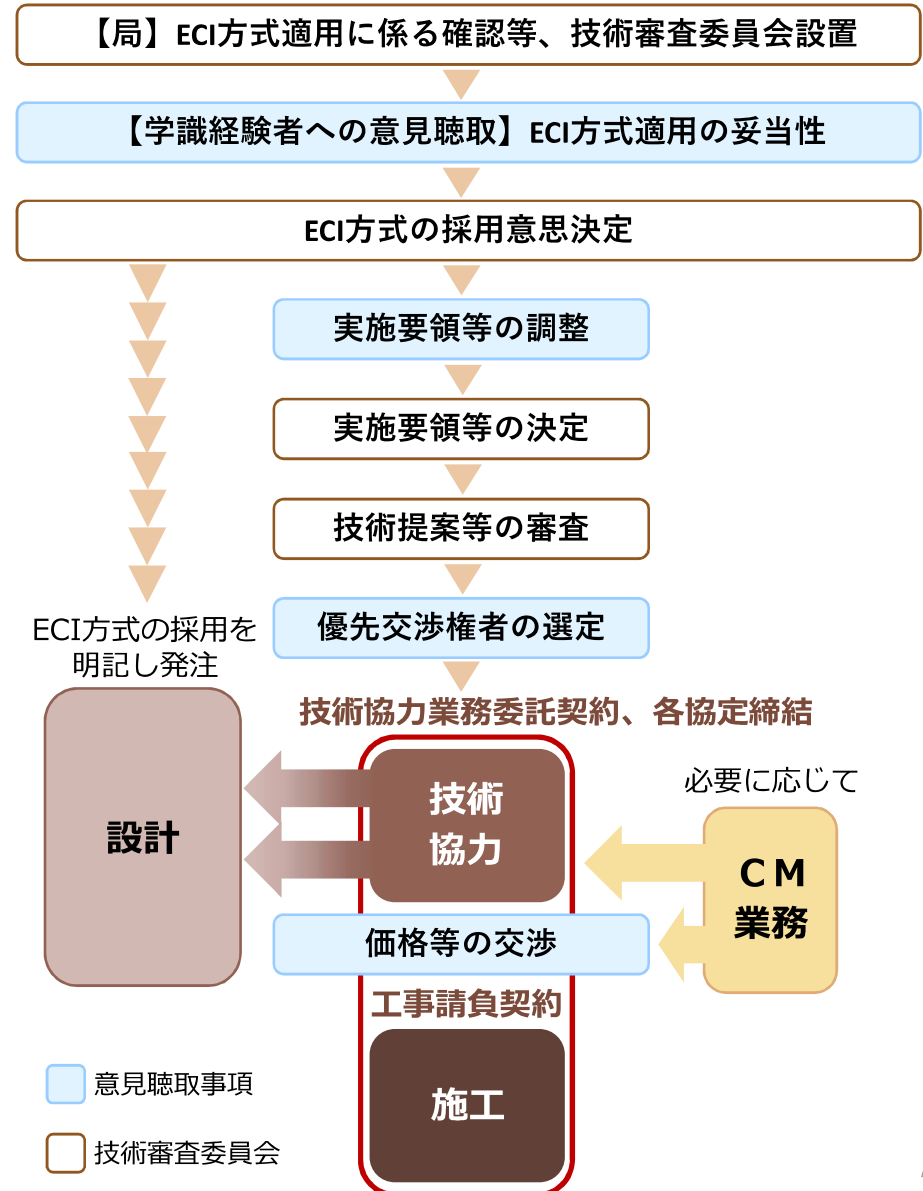 【局】ECI方式適用に係る確認等、技術審査委員会設置
【学識経験者への意見聴取】ECI方式適用の妥当性
ECI方式の採用意思決定
実施要領等の調整
実施要領等の決定
技術提案等の審査
優先交渉権者の選定
ECI方式の採用を
明記し発注
技術協力業務委託契約、各協定締結
設計
技術
協力
必要に応じて
ＣＭ
業務
価格等の交渉
工事請負契約
施工
意見聴取事項
技術審査委員会